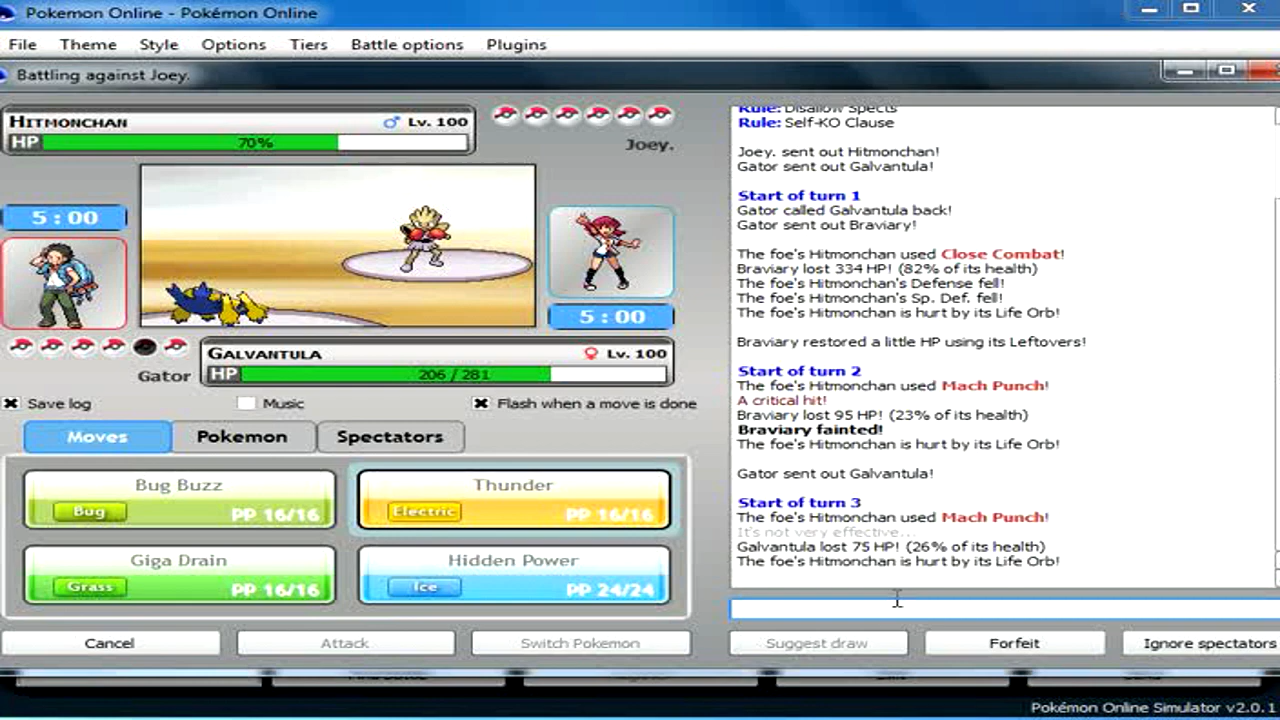 Pokemon Online - Pokémon Online
File Theme Style Options Tiers Battle options Plugins
Battling against Joey.
HITMONCHAN ♂ Lv. 100
HP 70%
Joey.
5 : 00
5 : 00
GALVANTULA ♀ Lv. 100
HP 206 / 281
Gator
Save log Music Flash when a move is done
Moves Pokemon Spectators
Bug Buzz
Bug PP 16/16
Thunder
Electric PP 16/16
Giga Drain
Grass PP 16/16
Hidden Power
Ice PP 24/24
Cancel Attack Switch Pokemon
Rule: Disallow Spects
Rule: Self-KO Clause
Joey. sent out Hitmonchan!
Gator sent out Galvantula!
Start of turn 1
Gator called Galvantula back!
Gator sent out Braviary!
The foe's Hitmonchan used Close Combat!
Braviary lost 334 HP! (82% of its health)
The foe's Hitmonchan's Defense fell!
The foe's Hitmonchan's Sp. Def. fell!
The foe's Hitmonchan is hurt by its Life Orb!
Braviary restored a little HP using its Leftovers!
Start of turn 2
The foe's Hitmonchan used Mach Punch!
A critical hit!
Braviary lost 95 HP! (23% of its health)
Braviary fainted!
The foe's Hitmonchan is hurt by its Life Orb!
Gator sent out Galvantula!
Start of turn 3
The foe's Hitmonchan used Mach Punch!
It's not very effective...
Galvantula lost 75 HP! (26% of its health)
The foe's Hitmonchan is hurt by its Life Orb!
Suggest draw Forfeit Ignore spectators
Pokémon Online Simulator v2.0.1